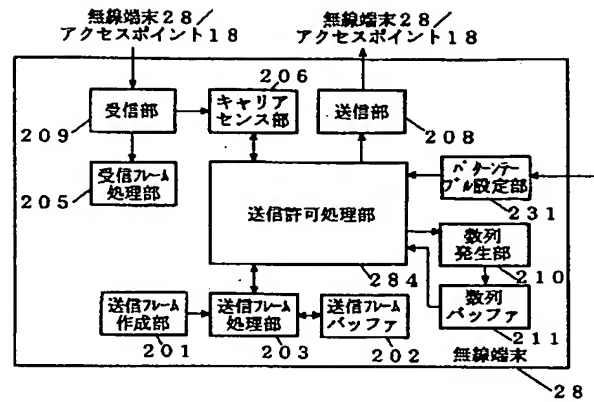 無線端末28／
アクセスポイント18
無線端末28／
アクセスポイント18
206
受信部
キャリア
センス部
送信部
209
208
受信フレーム
処理部
205
パターンテー
ブル設定部
231
送信許可処理部
284
数列
発生部
210
数列
バッファ
211
送信フレーム
作成部
201
送信フレーム
処理部
203
送信フレーム
バッファ
202
無線端末
28